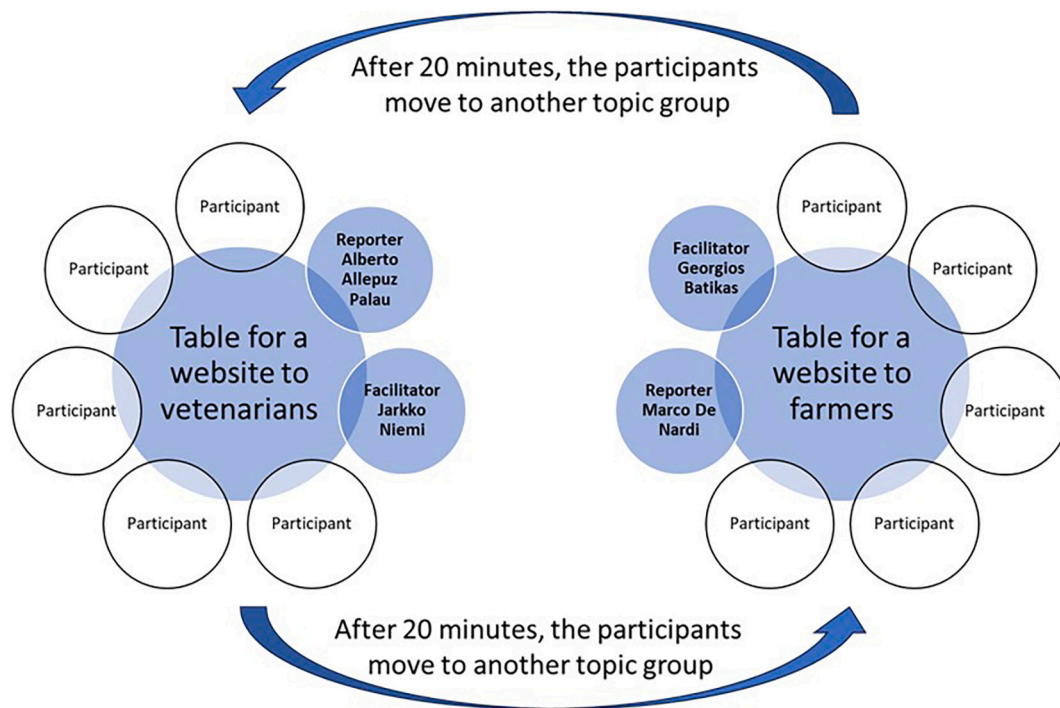 After 20 minutes, the participants
move to another topic group
Participant
Participant
Participant
Participant
Participant
Reporter
Alberto
Allepuz
Palau
Facilitator
Jarkko
Niemi
Table for a
website to
vetenarians
Participant
Participant
Participant
Participant
Participant
Facilitator
Georgios
Batikas
Reporter
Marco De
Nardi
Table for a
website to
farmers
After 20 minutes, the participants
move to another topic group